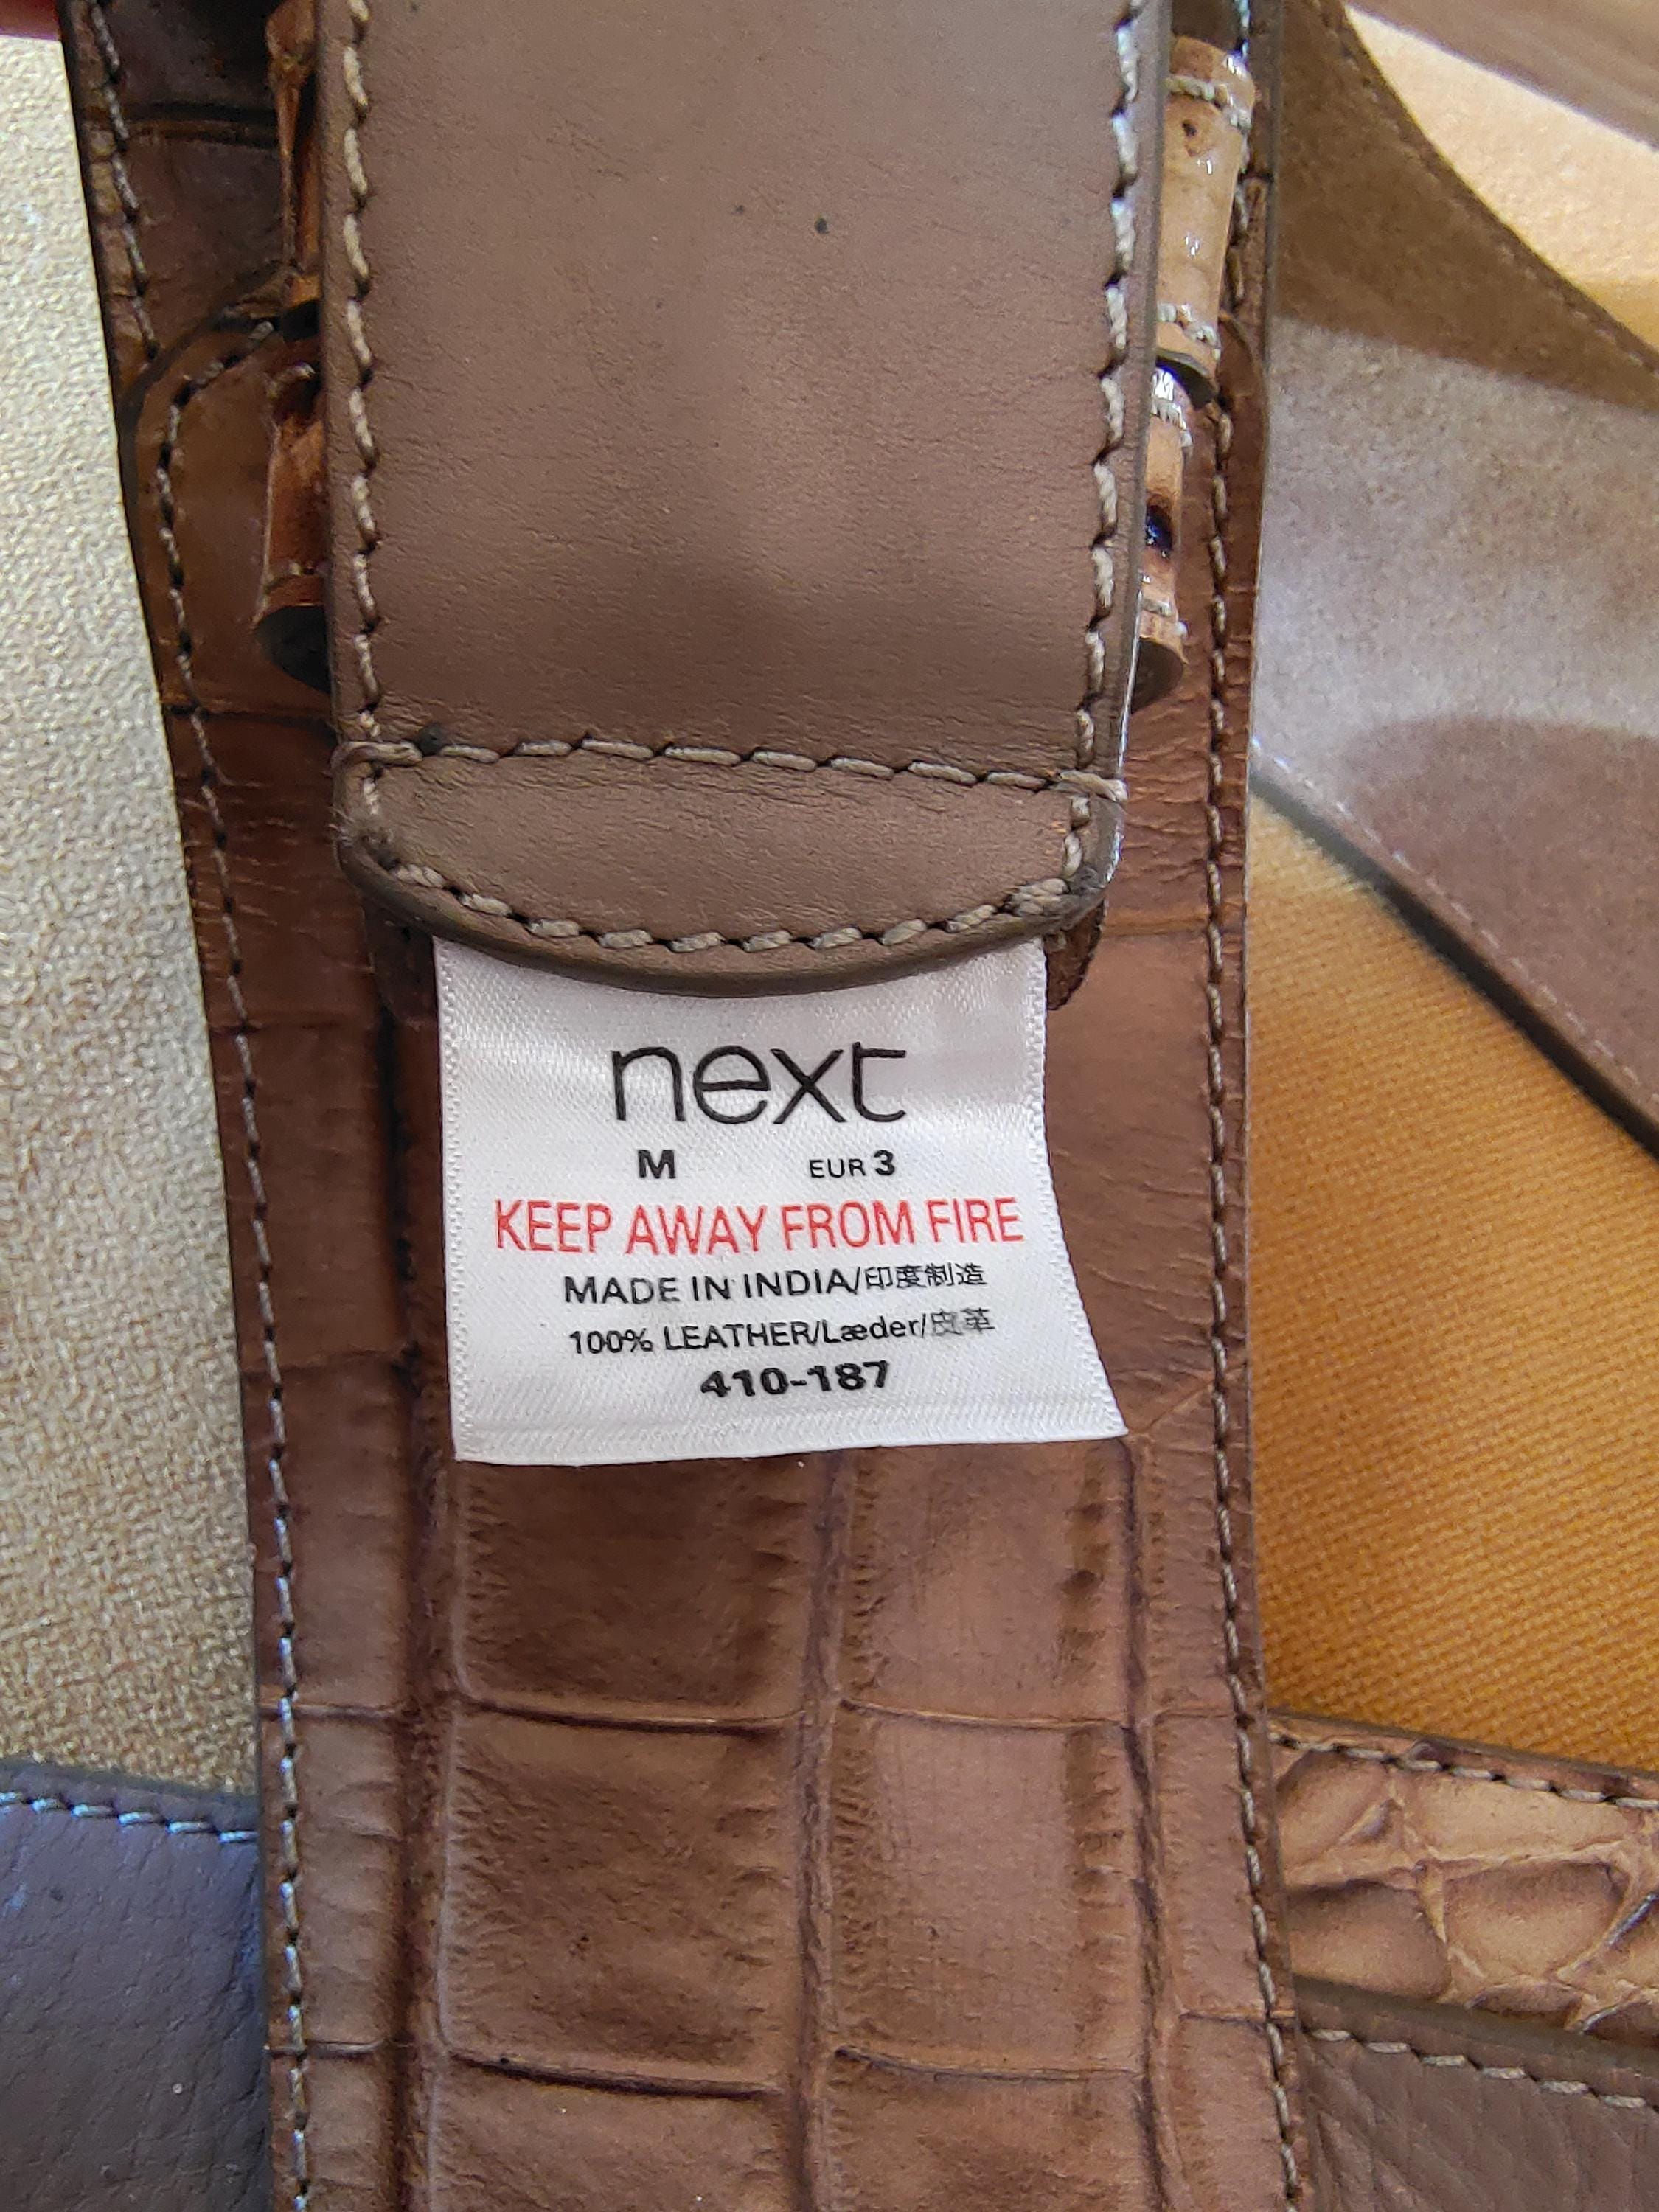 next
M EUR 3
KEEP AWAY FROM FIRE
MADE IN INDIA/印度制造
100% LEATHER/Læder/皮革
410-187